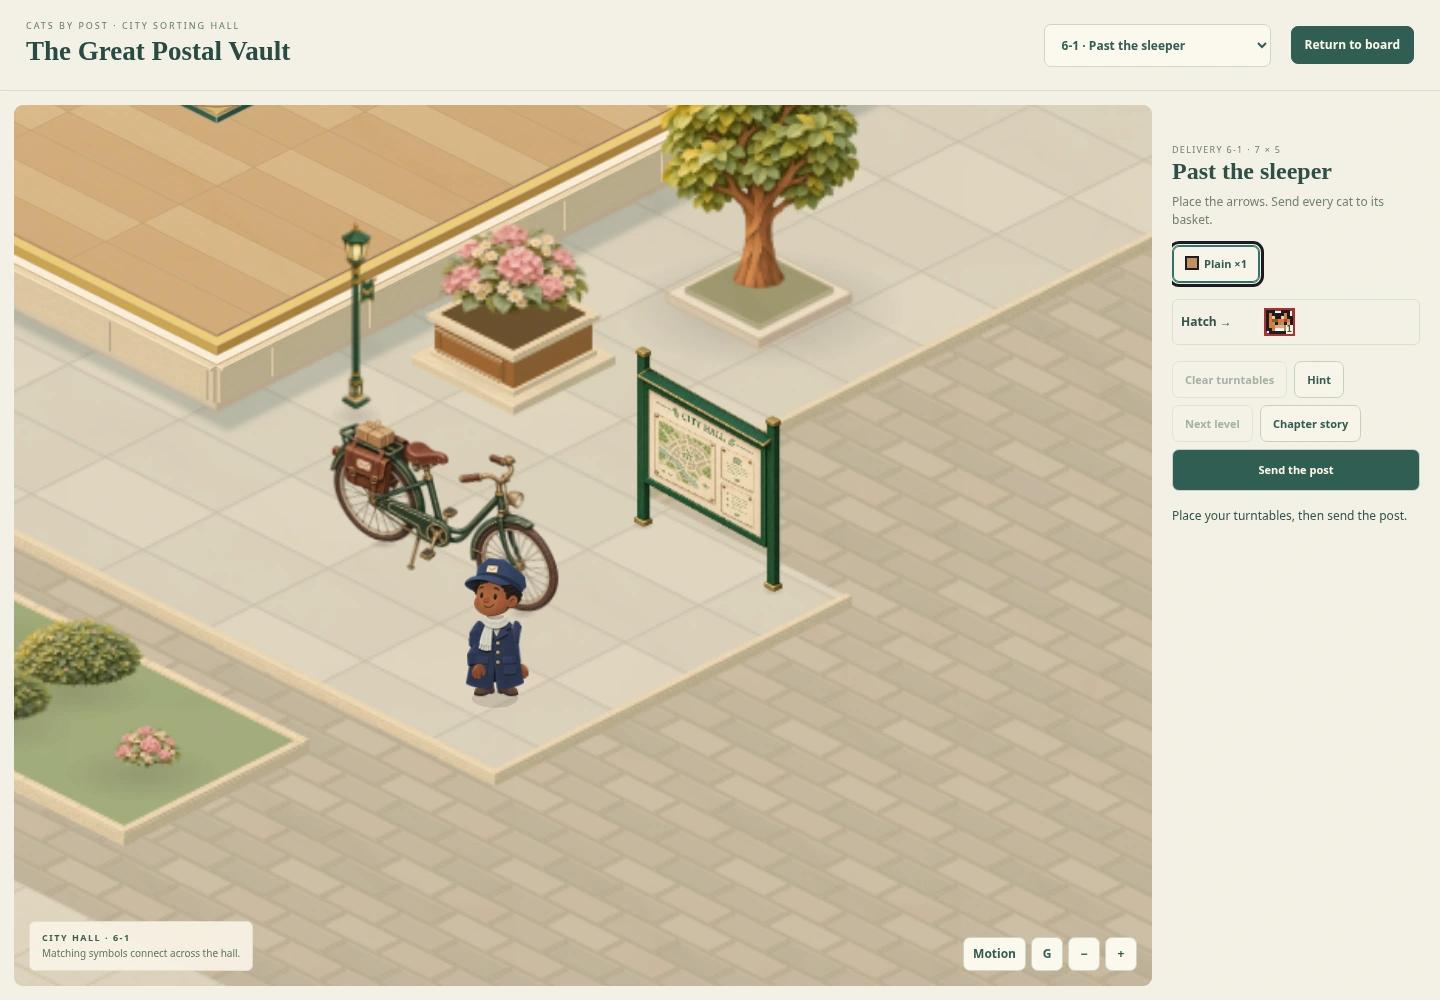 CATS BY POST · CITY SORTING HALL
The Great Postal Vault
6-1 · Past the sleeper
Return to board
DELIVERY 6-1 · 7 × 5
Past the sleeper
Place the arrows. Send every cat to its
basket.
Plain ×1
Hatch →
1
Clear turntables
Hint
Next level
Chapter story
Send the post
Place your turntables, then send the post.
CITY HALL
CITY HALL · 6-1
Matching symbols connect across the hall.
Motion
G
−
+